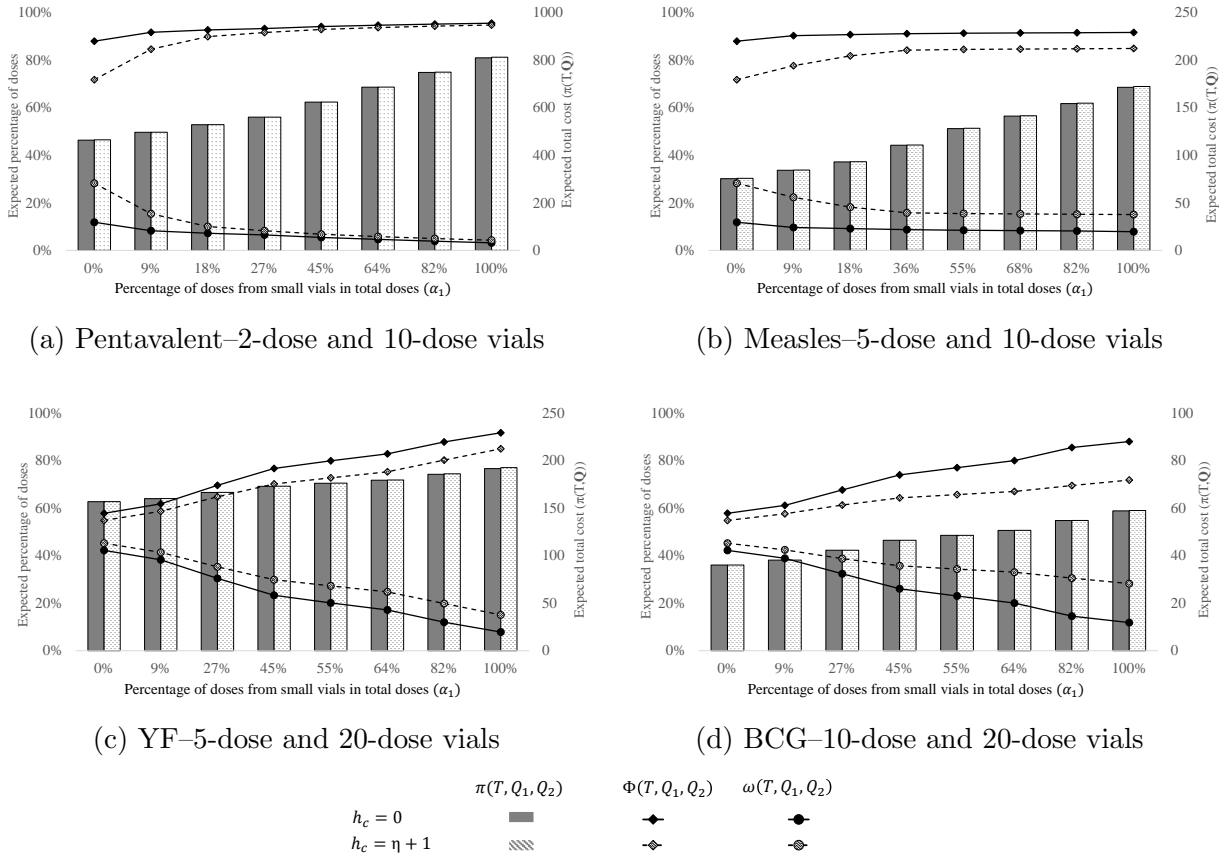 100%
80%
60%
40%
20%
0%
Expected percentage of doses
1000
800
600
400
200
0
Expected total cost (π(T,Q))
0% 9% 18% 27% 45% 64% 82% 100%
Percentage of doses from small vials in total doses (α₁)
(a) Pentavalent–2-dose and 10-dose vials
100%
80%
60%
40%
20%
0%
Expected percentage of doses
250
200
150
100
50
0
Expected total cost (π(T,Q))
0% 9% 18% 36% 55% 68% 82% 100%
Percentage of doses from small vials in total doses (α₁)
(b) Measles–5-dose and 10-dose vials
100%
80%
60%
40%
20%
0%
Expected percentage of doses
250
200
150
100
50
0
Expected total cost (π(T,Q))
0% 9% 27% 45% 55% 64% 82% 100%
Percentage of doses from small vials in total doses (α₁)
(c) YF–5-dose and 20-dose vials
100%
80%
60%
40%
20%
0%
Expected percentage of doses
100
80
60
40
20
0
Expected total cost (π(T,Q))
0% 9% 27% 45% 55% 64% 82% 100%
Percentage of doses from small vials in total doses (α₁)
(d) BCG–10-dose and 20-dose vials
π(T, Q₁, Q₂) Φ(T, Q₁, Q₂) ω(T, Q₁, Q₂)
h_c = 0
h_c = η + 1